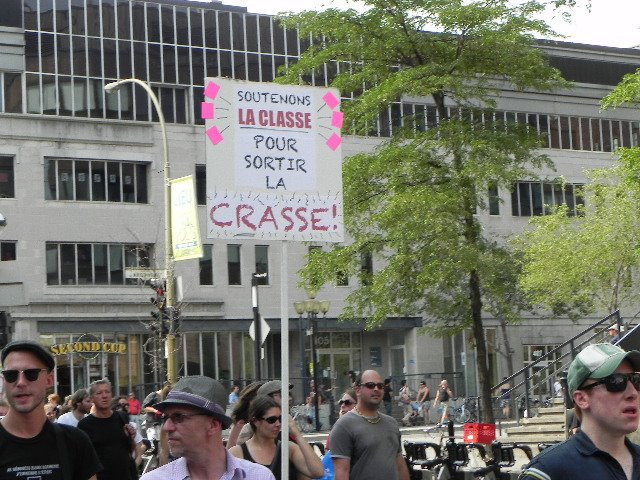 SOUTENONS
LA CLASSE
POUR
SORTIR
LA
CRASSE!
SECOND CUP